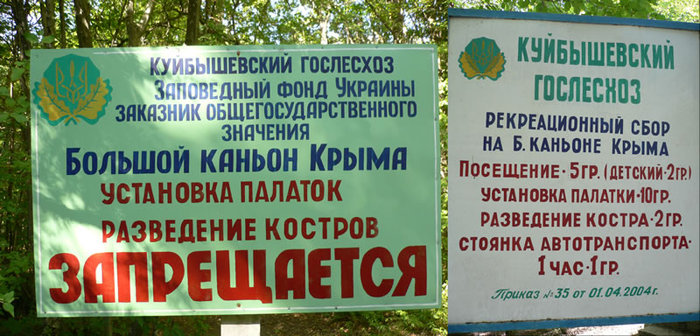 КУЙБЫШЕВСКИЙ ГОСЛЕСХОЗ
ЗАПОВЕДНЫЙ ФОНД УКРАИНЫ
ЗАКАЗНИК ОБЩЕГОСУДАРСТВЕННОГО
ЗНАЧЕНИЯ
БОЛЬШОЙ КАНЬОН КРЫМА
УСТАНОВКА ПАЛАТОК
РАЗВЕДЕНИЕ КОСТРОВ
ЗАПРЕЩАЕТСЯ
КУЙБЫШЕВСКИЙ
ГОСЛЕСХОЗ
РЕКРЕАЦИОННЫЙ СБОР
НА Б. КАНЬОНЕ КРЫМА
ПОСЕЩЕНИЕ - 5ГР. (ДЕТСКИЙ-2ГР.)
УСТАНОВКА ПАЛАТКИ-10ГР.
РАЗВЕДЕНИЕ КОСТРА-2ГР.
СТОЯНКА АВТОТРАНСПОРТА-
1 ЧАС-1ГР.
Приказ №35 от 01.04.2004г.